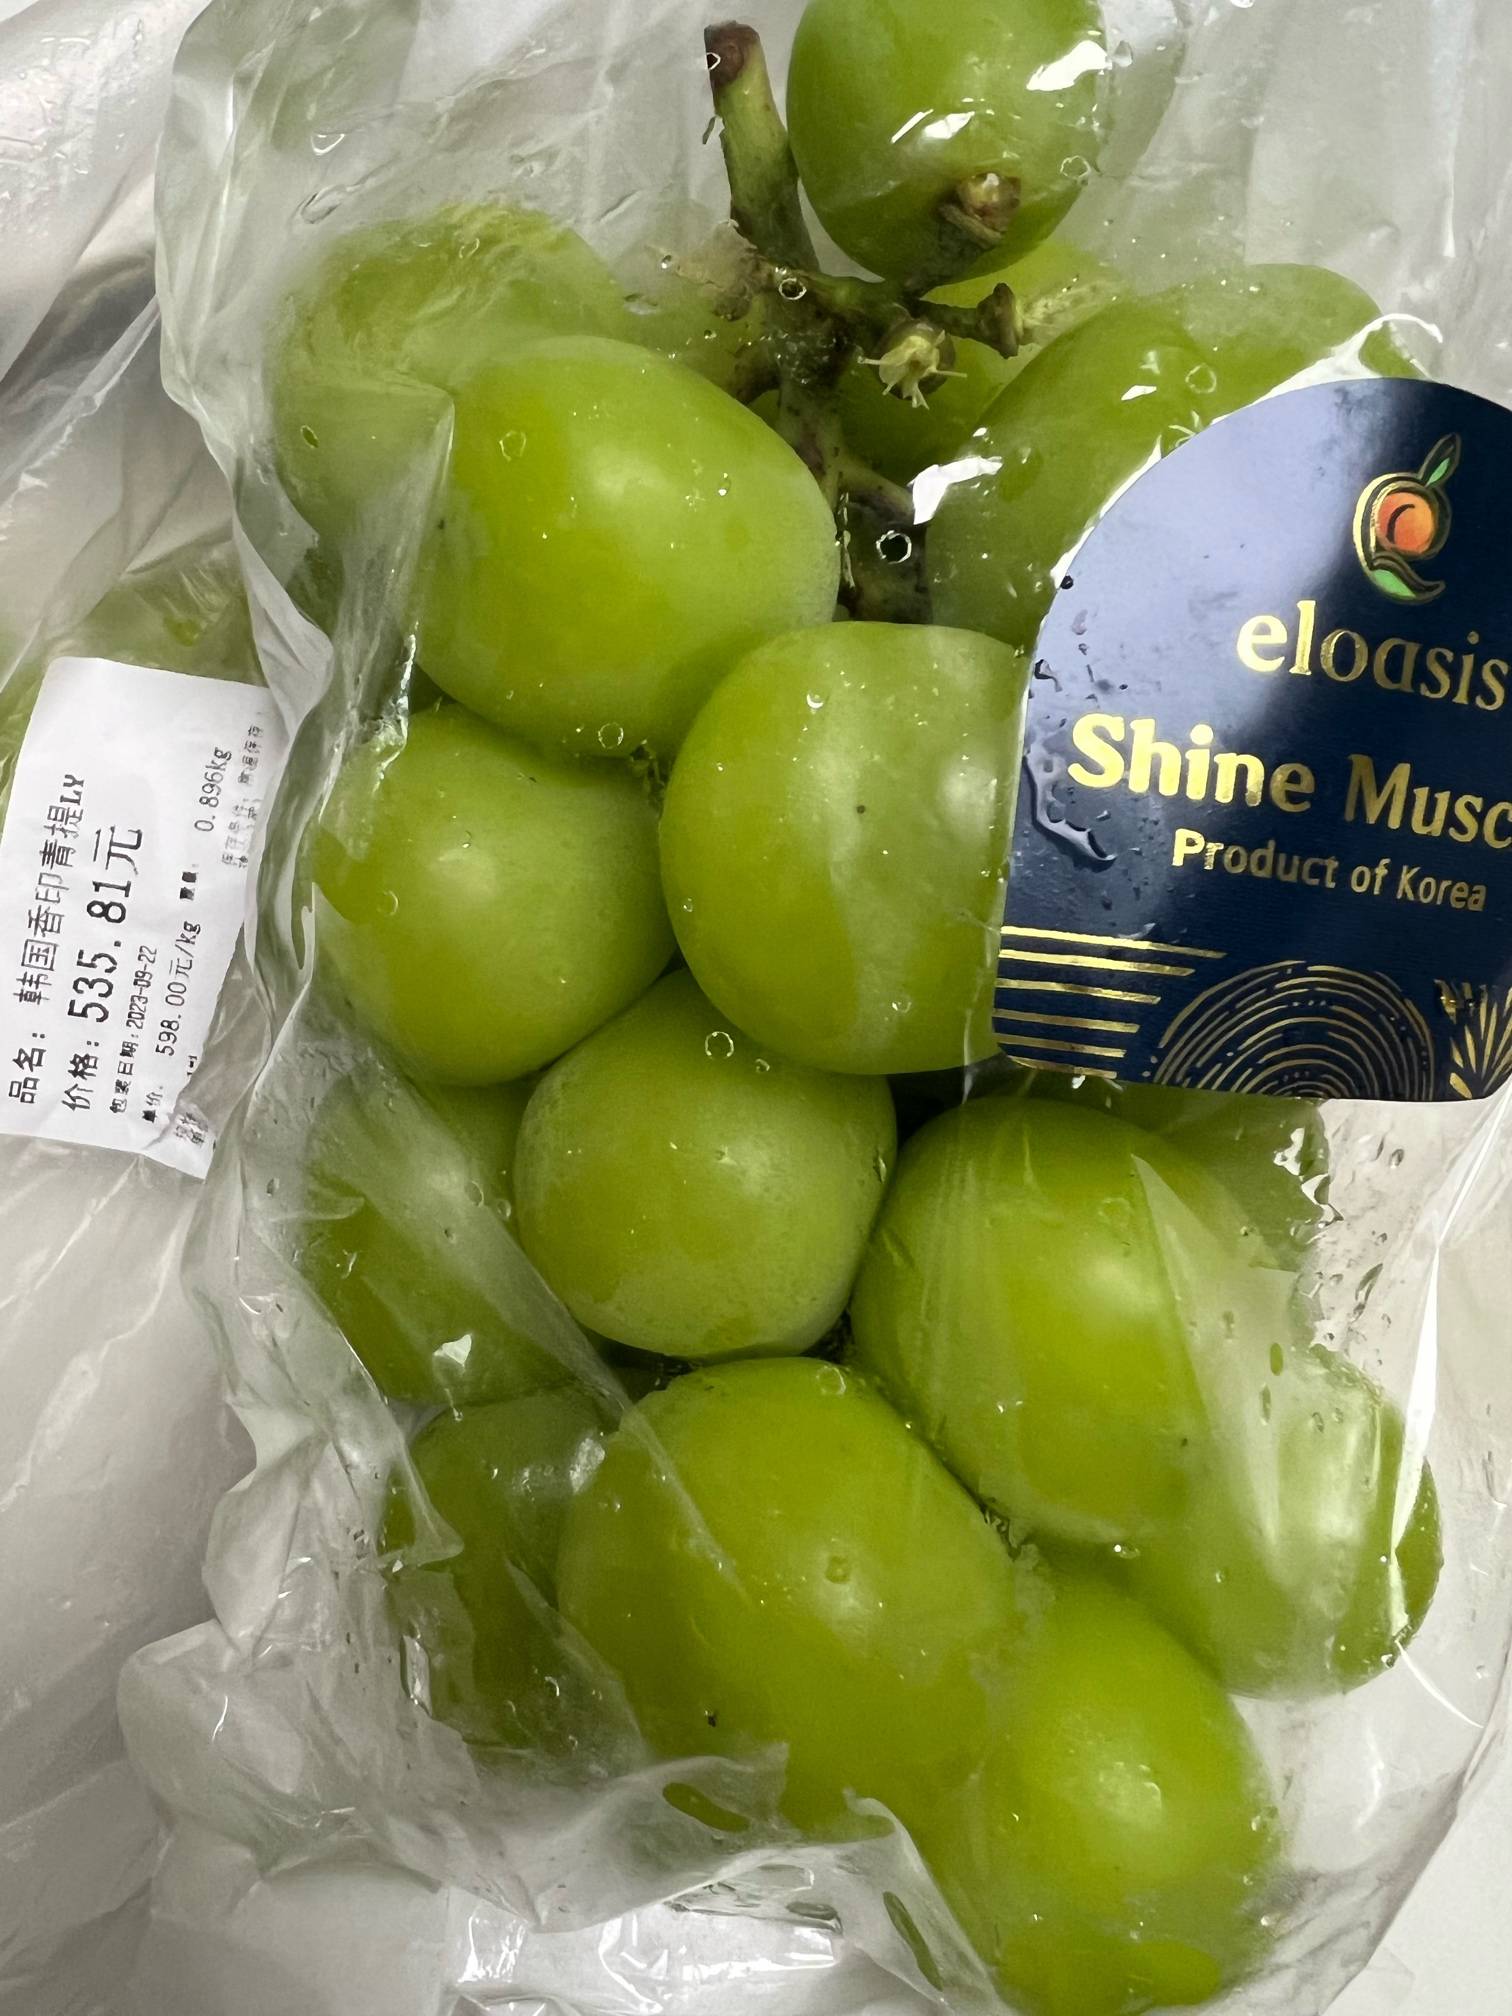 品名: 韩国香印青提LY
价格: 535.81元
包装日期:2023-09-22
单价: 598.00元/kg 重量: 0.896kg
eloasis
Shine Musc
Product of Korea